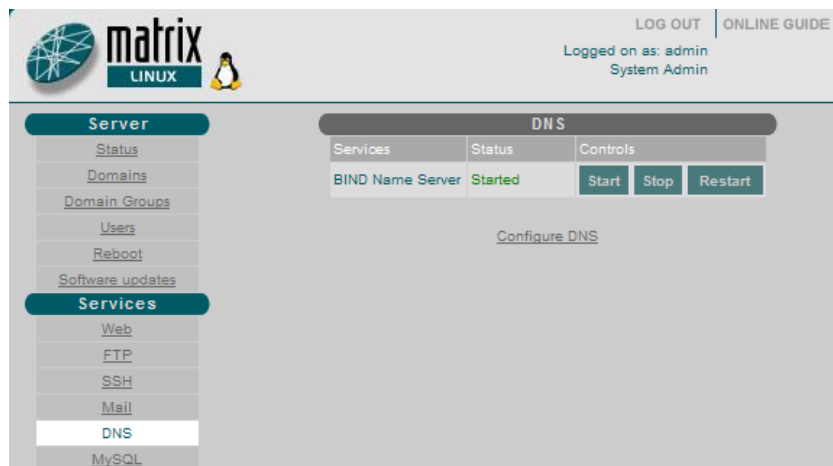 matrix
LINUX
LOG OUT ONLINE GUIDE
Logged on as: admin
System Admin
Server
Status
Domains
Domain Groups
Users
Reboot
Software updates
Services
Web
FTP
SSH
Mail
DNS
MySQL
DNS
Services Status Controls
BIND Name Server Started Start Stop Restart
Configure DNS